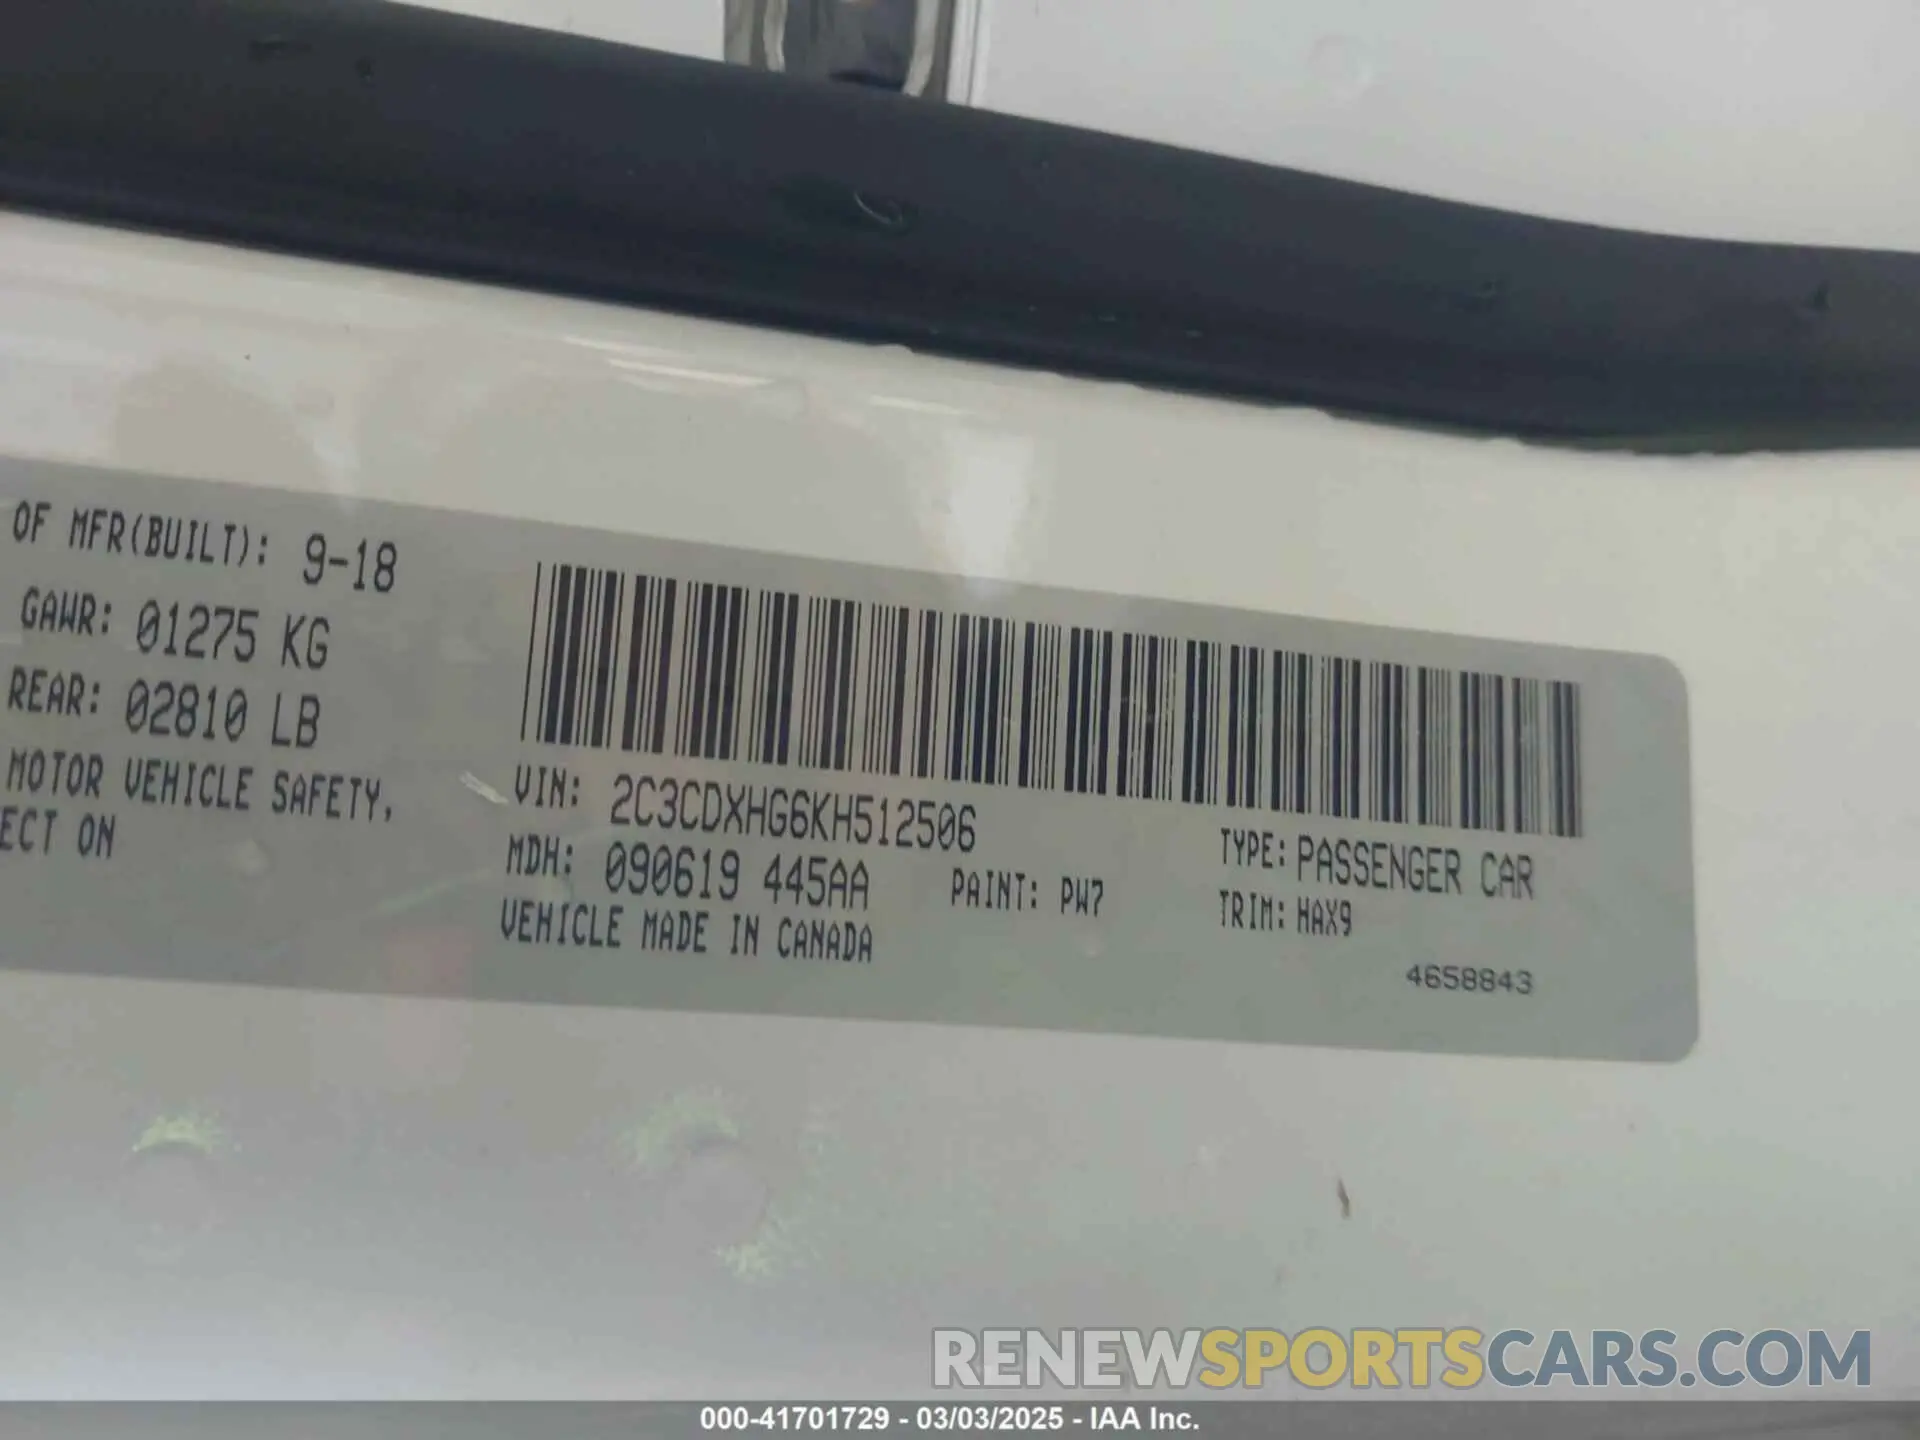 OF MFR(BUILT): 9-18
GAWR: 01275 KG
REAR: 02810 LB
MOTOR VEHICLE SAFETY,
ECT ON
VIN: 2C3CDXHG6KH512506
MDH: 090619 445AA
PAINT: PW7
VEHICLE MADE IN CANADA
TYPE: PASSENGER CAR
TRIM: HAX9
4658843
RENEWSPORTSCARS.COM
000-41701729 - 03/03/2025 - IAA Inc.